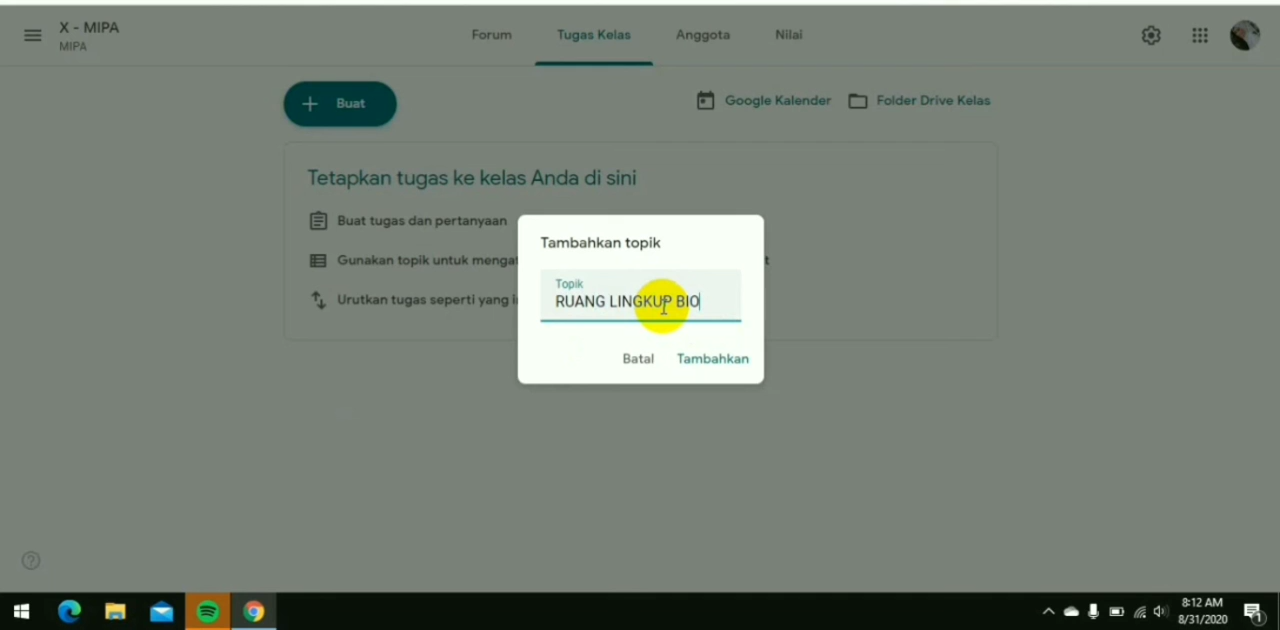 X - MIPA
MIPA
Forum
Tugas Kelas
Anggota
Nilai
Buat
Google Kalender
Folder Drive Kelas
Tetapkan tugas ke kelas Anda di sini
Buat tugas dan pertanyaan
Gunakan topik untuk
Urutkan tugas seperti yang
Tambahkan topik
Topik
RUANG LINGKUP BIO
Batal
Tambahkan
8:12 AM
8/31/2020
1